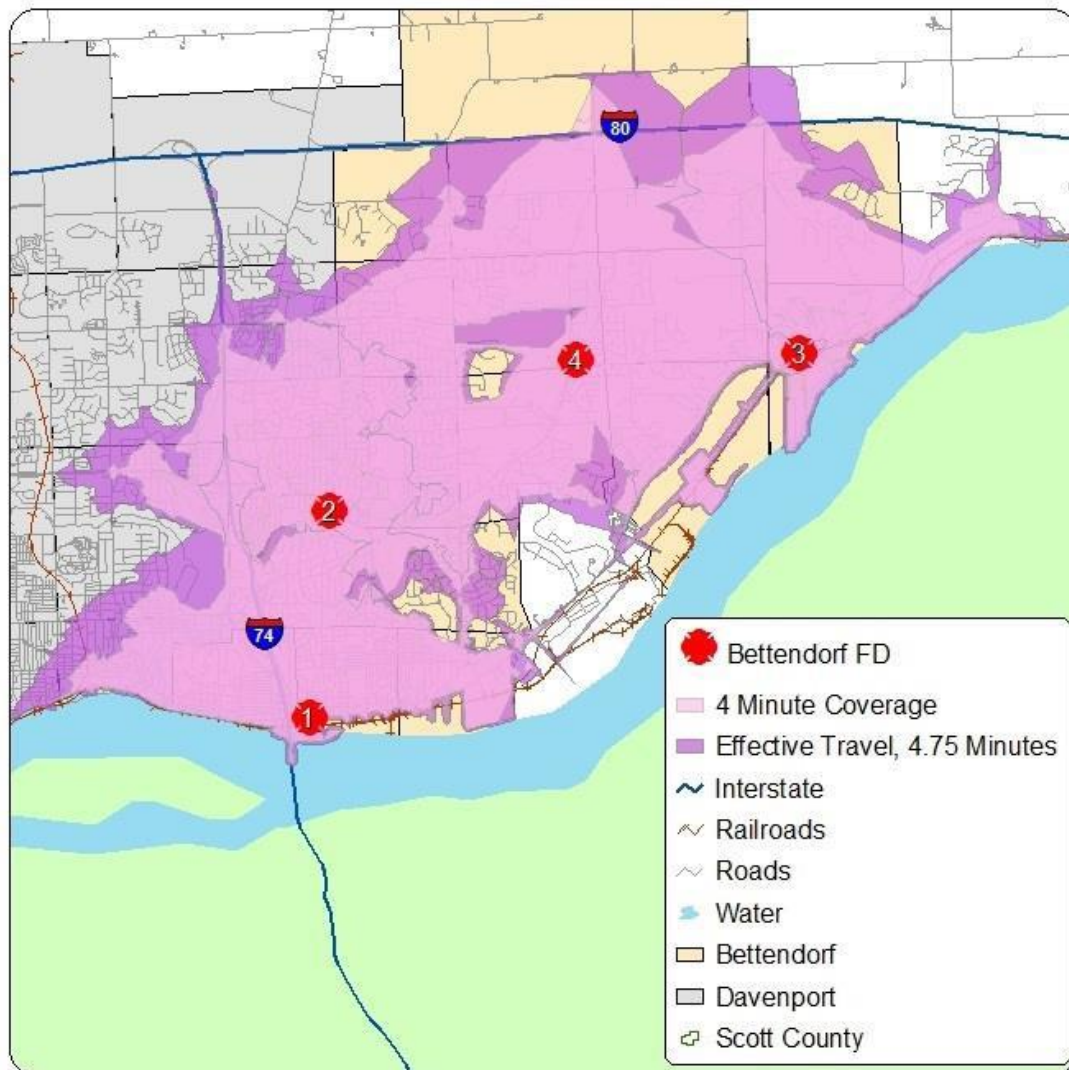 80
4
3
2
74
1
Bettendorf FD
4 Minute Coverage
Effective Travel, 4.75 Minutes
Interstate
Railroads
Roads
Water
Bettendorf
Davenport
Scott County